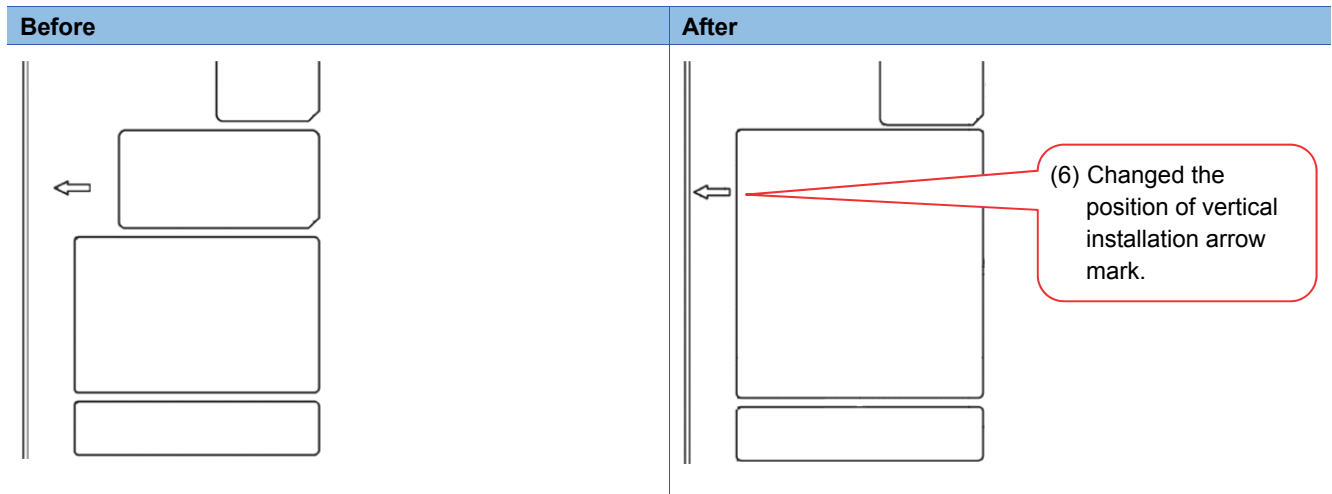 Before
After
(6) Changed the
position of vertical
installation arrow
mark.